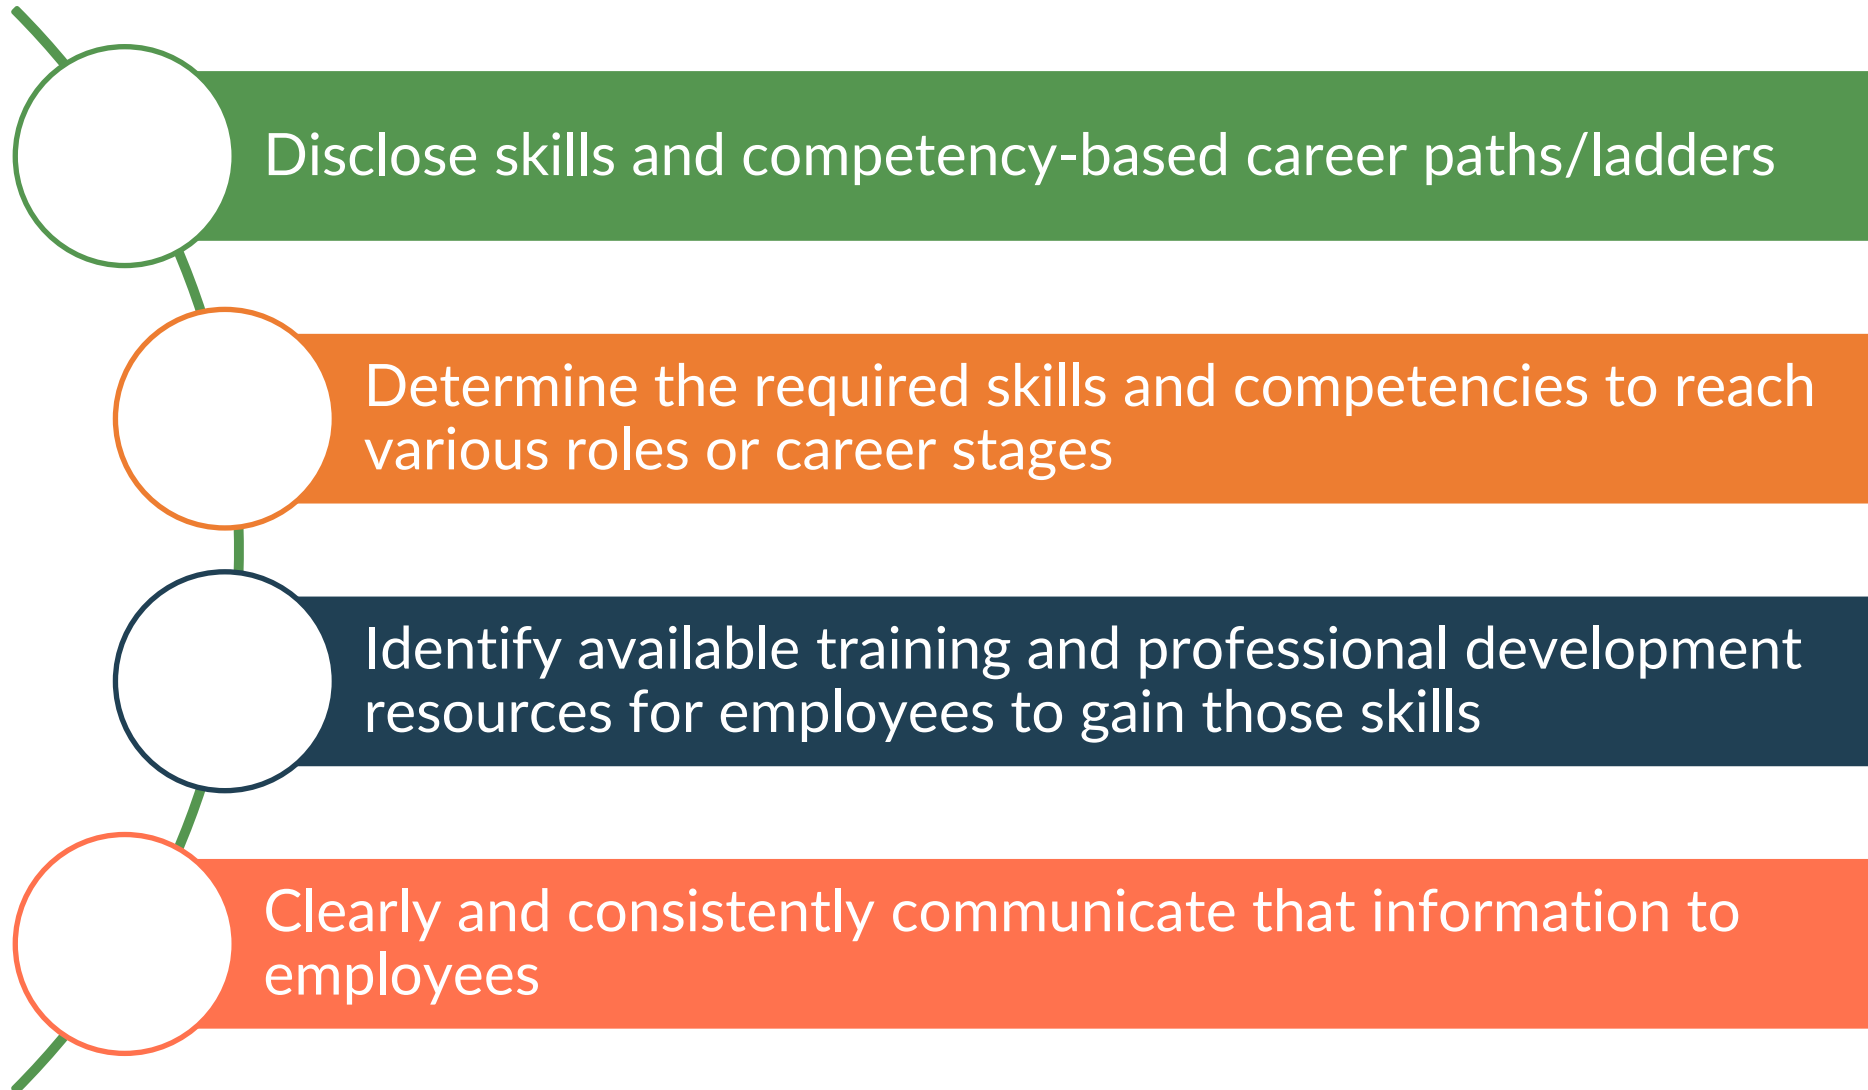 Disclose skills and competency-based career paths/ladders
Determine the required skills and competencies to reach
various roles or career stages
Identify available training and professional development
resources for employees to gain those skills
Clearly and consistently communicate that information to
employees